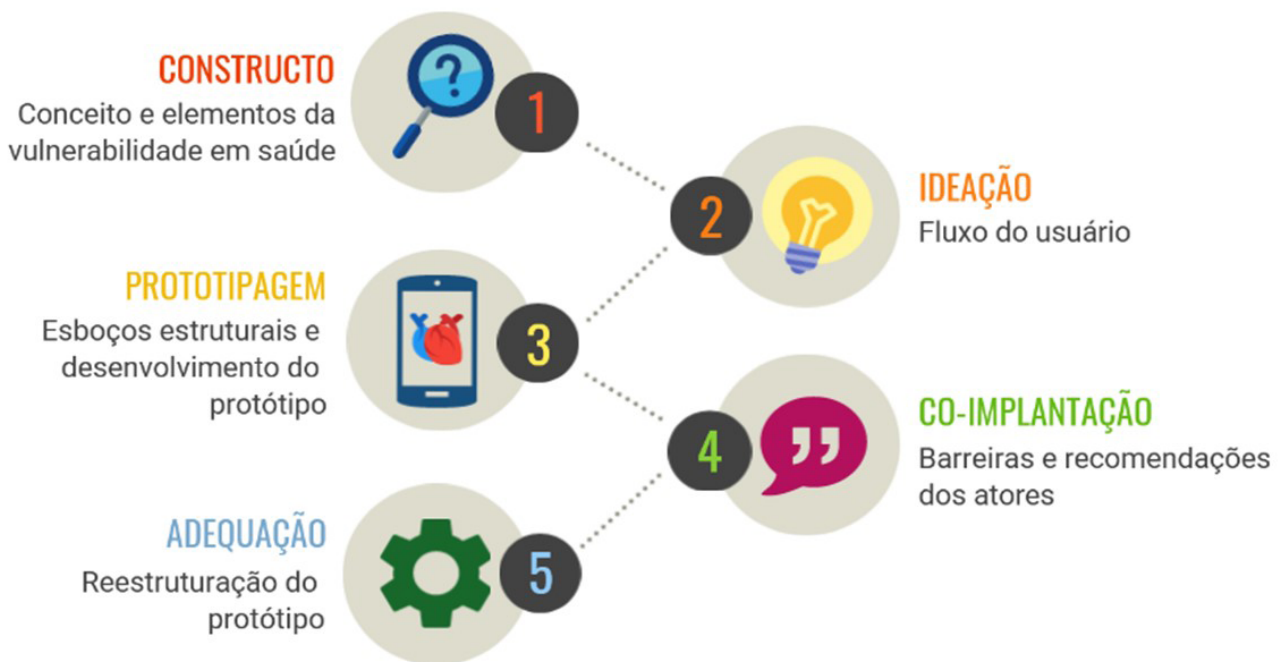 CONSTRUCTO
Conceito e elementos da
vulnerabilidade em saúde
?
1
2
IDEAÇÃO
Fluxo do usuário
PROTOTIPAGEM
Esboços estruturais e
desenvolvimento do
protótipo
3
4
CO-IMPLANTAÇÃO
Barreiras e recomendações
dos atores
ADEQUAÇÃO
Reestruturação do
protótipo
5